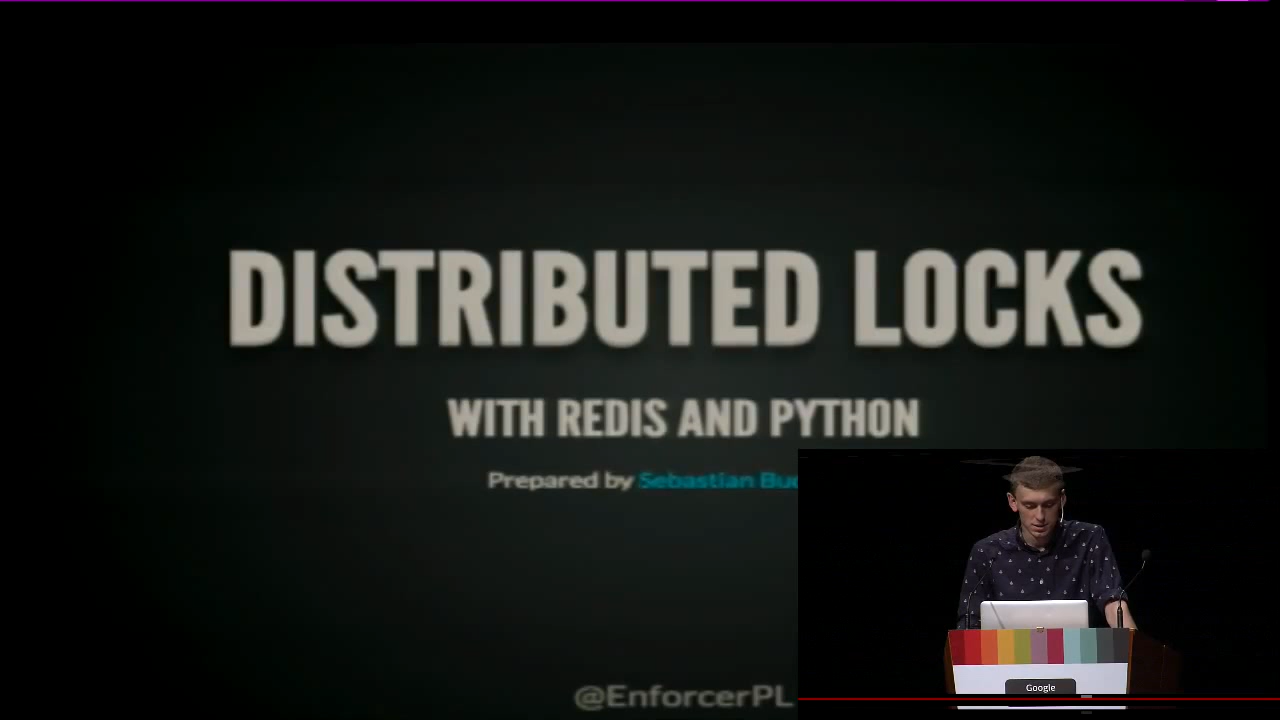 DISTRIBUTED LOCKS
WITH REDIS AND PYTHON
Prepared by Sebastian
@EnforcerPL
Google